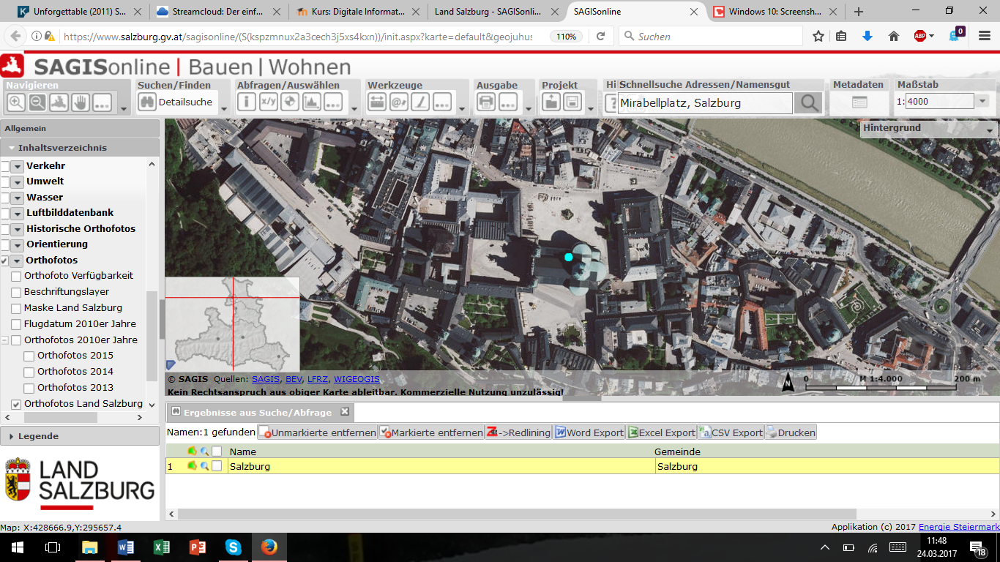 Unforgettable (2011) S...
Streamcloud: Der einf...
Kurs: Digitale Informat...
Land Salzburg - SAGISonli...
SAGISonline
Windows 10: Screensh...
https://www.salzburg.gv.at/sagisonline/(S(kspzmnux2a3cech3j5xs4kxn))/init.aspx?karte=default&geojuhus
110%
Suchen
ABP
0
SAGISonline | Bauen | Wohnen
Navigieren
Suchen/Finden
Abfragen/Auswählen
Werkzeuge
Ausgabe
Projekt
Hi
Schnellsuche Adressen/Namensgut
Metadaten
Maßstab
Detailsuche
x/y
Mirabellplatz, Salzburg
1:
4000
Allgemein
Inhaltsverzeichnis
Hintergrund
Verkehr
Umwelt
Wasser
Luftbilddatenbank
Historische Orthofotos
Orientierung
Orthofotos
Orthofoto Verfügbarkeit
Beschriftungslayer
Maske Land Salzburg
Flugdatum 2010er Jahre
Orthofotos 2010er Jahre
Orthofotos 2015
Orthofotos 2014
Orthofotos 2013
Orthofotos Land Salzburg
Legende
LAND
SALZBURG
© SAGIS Quellen: SAGIS, BEV, LFRZ, WIGEOGIS
Kein Rechtsanspruch aus obiger Karte ableitbar. Kommerzielle Nutzung unzulässig!
N
0 M 1:4.000 200 m
Ergebnisse aus Suche/Abfrage
Namen:1 gefunden
Unmarkierte entfernen
Markierte entfernen
->Redlining
Word Export
Excel Export
CSV Export
Drucken
Name Gemeinde
1 Salzburg Salzburg
Map: X:428666.9,Y:295657.4
Applikation (c) 2017 Energie Steiermark
11:48
24.03.2017
18